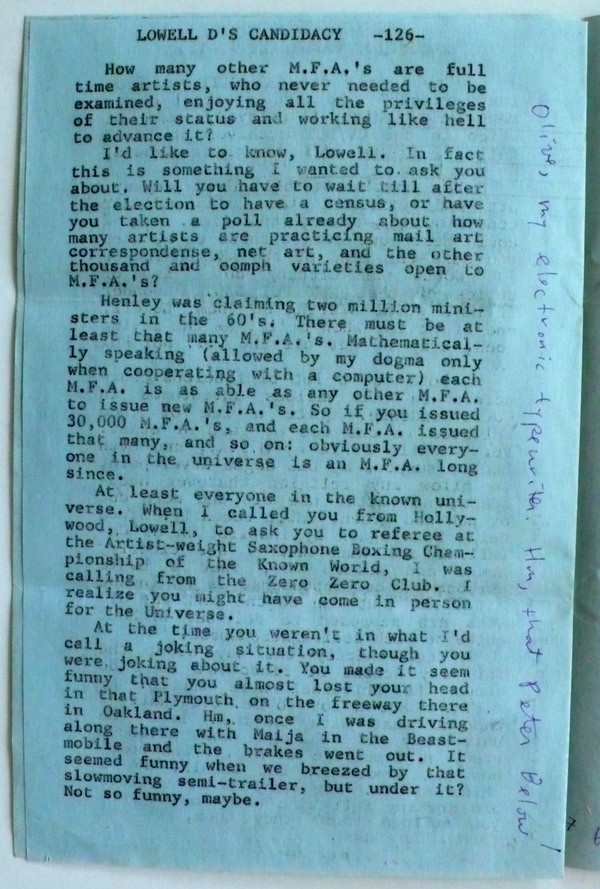 LOWELL D'S CANDIDACY -126-
How many other M.F.A.'s are full
time artists, who never needed to be
examined, enjoying all the privileges
of their status and working like hell
to advance it?
I'd like to know, Lowell. In fact
this is something I wanted to ask you
about. Will you have to wait till after
the election to have a census, or have
you taken a poll already about how
many artists are practicing mail art
correspondense, net art, and the other
thousand and oomph varieties open to
M.F.A.'s?
Henley was claiming two million mini-
sters in the 60's. There must be at
least that many M.F.A.'s. Mathematical-
ly speaking (allowed by my dogma only
when cooperating with a computer) each
M.F.A. is as able as any other M.F.A.
to issue new M.F.A.'s. So if you issued
30,000 M.F.A.'s, and each M.F.A. issued
that many, and so on: obviously every-
one in the universe is an M.F.A. long
since.
At least everyone in the known uni-
verse. When I called you from Holly-
wood, Lowell, to ask you to referee at
the Artist-weight Saxophone Boxing Cham-
pionship of the Known World, I was
calling from the Zero Zero Club. I
realize you might have come in person
for the Universe.
At the time you weren't in what I'd
call a joking situation, though you
were joking about it. You made it seem
funny that you almost lost your head
in that Plymouth on the freeway there
in Oakland. Hm, once I was driving
along there with Maija in the Beast-
mobile and the brakes went out. It
seemed funny when we breezed by that
slowmoving semi-trailer, but under it?
Not so funny, maybe.
Olive, my electronic typewriter. Hm, that Peter Below!